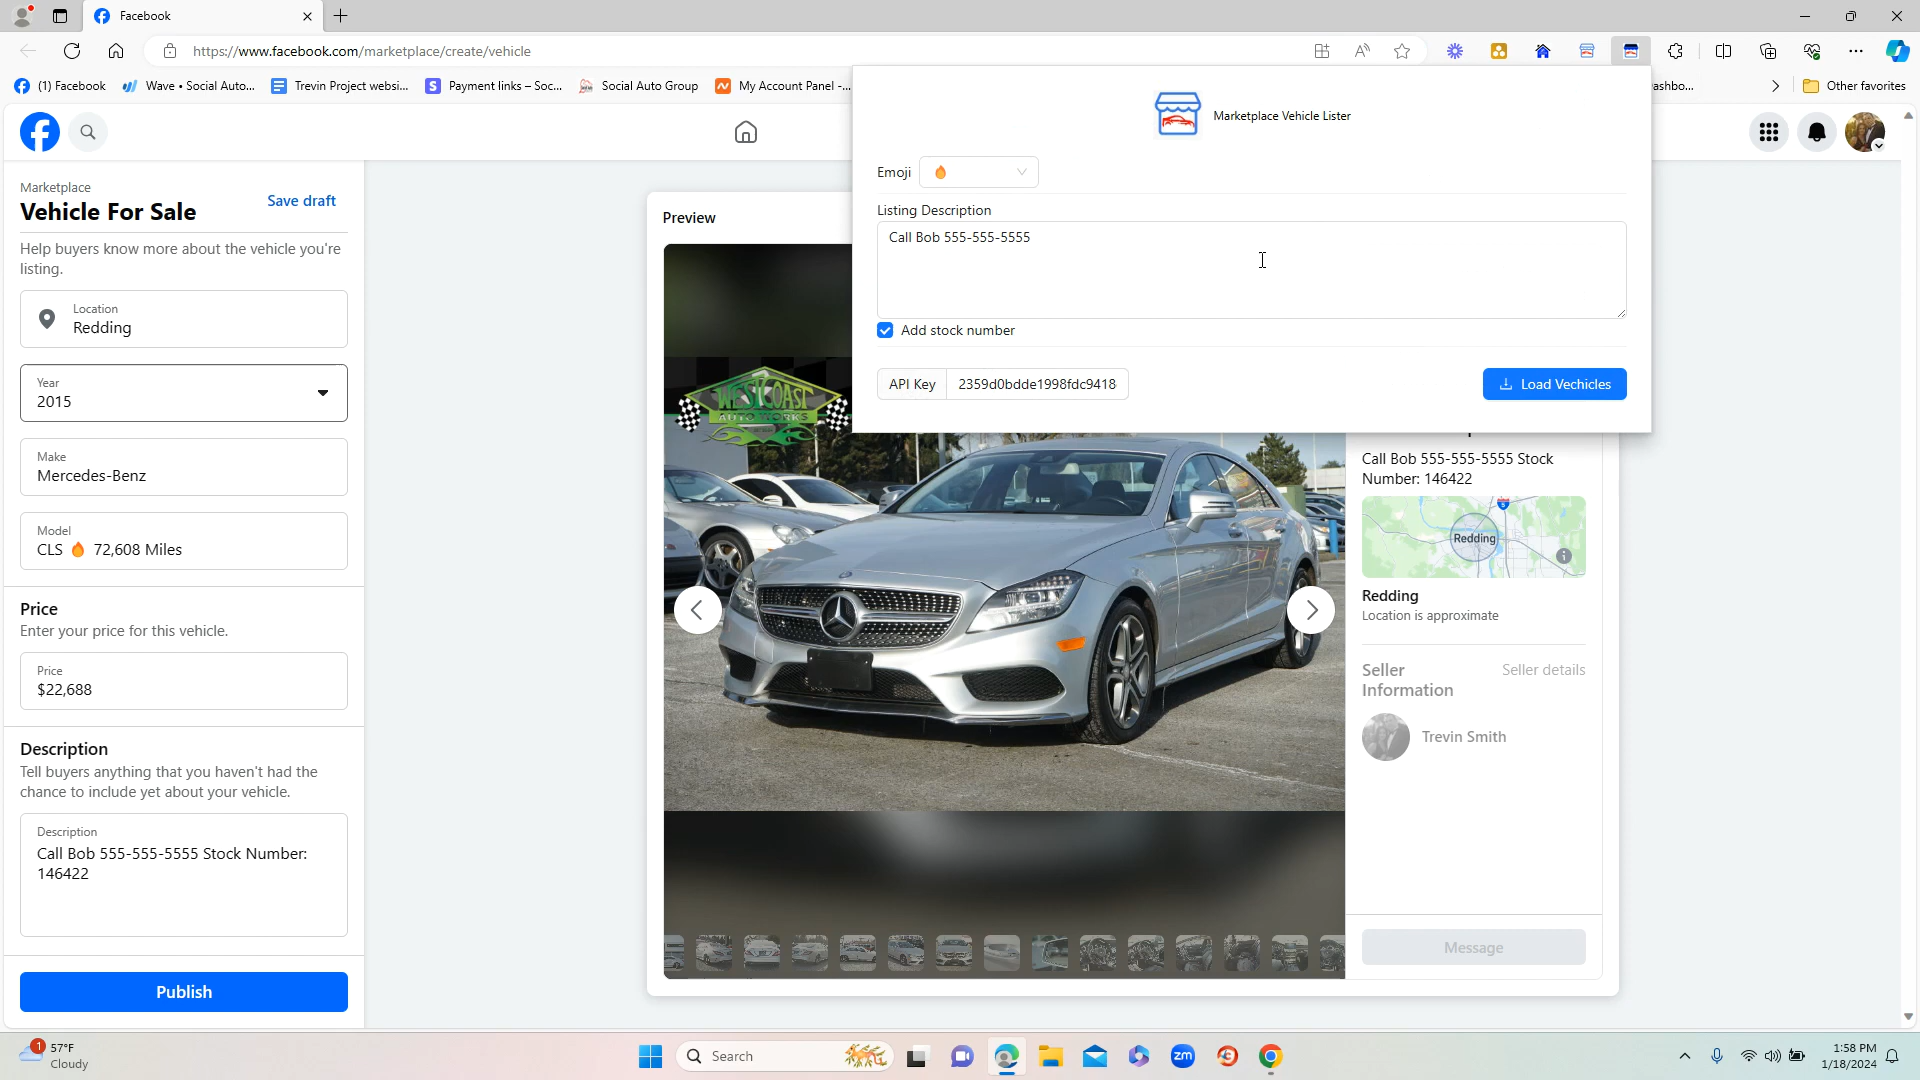 Facebook
https://www.facebook.com/marketplace/create/vehicle
(1) Facebook
Wave • Social Auto...
Trevin Project websi...
Payment links – Soc...
Social Auto Group
My Account Panel -...
ashbo...
Other favorites
Marketplace
Vehicle For Sale
Save draft
Help buyers know more about the vehicle you're
listing.
Location
Redding
Year
2015
Make
Mercedes-Benz
Model
CLS 🔥 72,608 Miles
Price
Enter your price for this vehicle.
Price
$22,688
Description
Tell buyers anything that you haven't had the
chance to include yet about your vehicle.
Description
Call Bob 555-555-5555 Stock Number:
146422
Publish
Preview
WESTCOAST
AUTO WORKS
Marketplace Vehicle Lister
Emoji 🔥
Listing Description
Call Bob 555-555-5555
Add stock number
API Key 2359d0bdde1998fdc9418
Load Vechicles
Call Bob 555-555-5555 Stock
Number: 146422
Redding
Redding
Location is approximate
Seller
Information
Seller details
Trevin Smith
Message
1
57°F
Cloudy
Search
zm
1:58 PM
1/18/2024